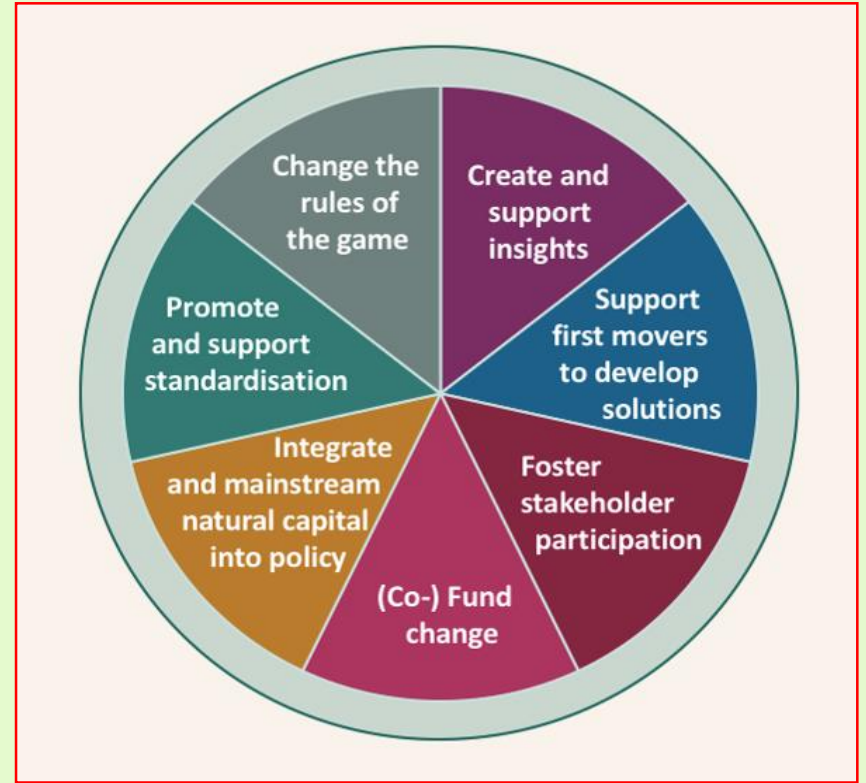 Create and
support
insights
Support
first movers
to develop
solutions
Foster
stakeholder
participation
(Co-) Fund
change
Integrate
and mainstream
natural capital
into policy
Promote
and support
standardisation
Change the
rules of
the game